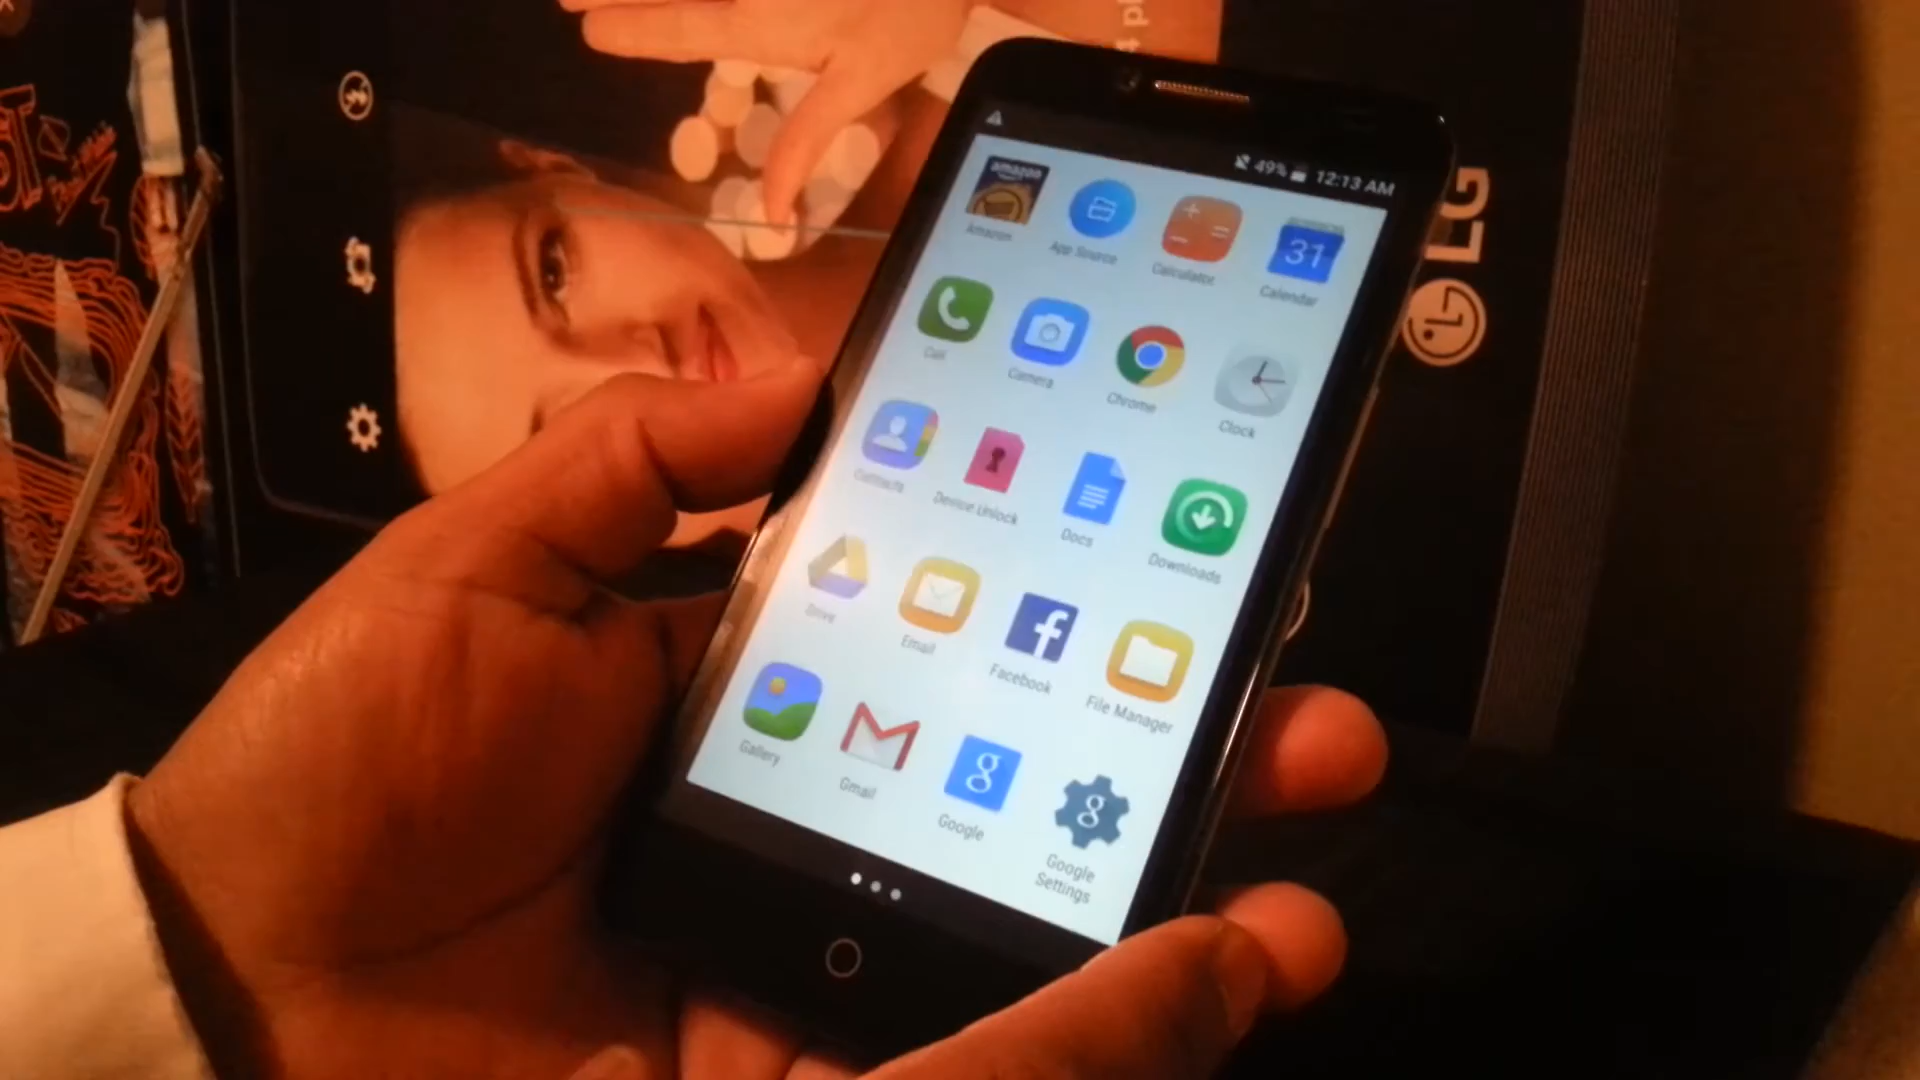 49% 12:13 AM
amazon
Amazon
App Source
Calculator
31
Calendar
Call
Camera
Chrome
Clock
Contacts
Device Unlock
Docs
Downloads
Drive
Email
f
Facebook
File Manager
Gallery
Gmail
g
Google
g
Google
Settings
LG